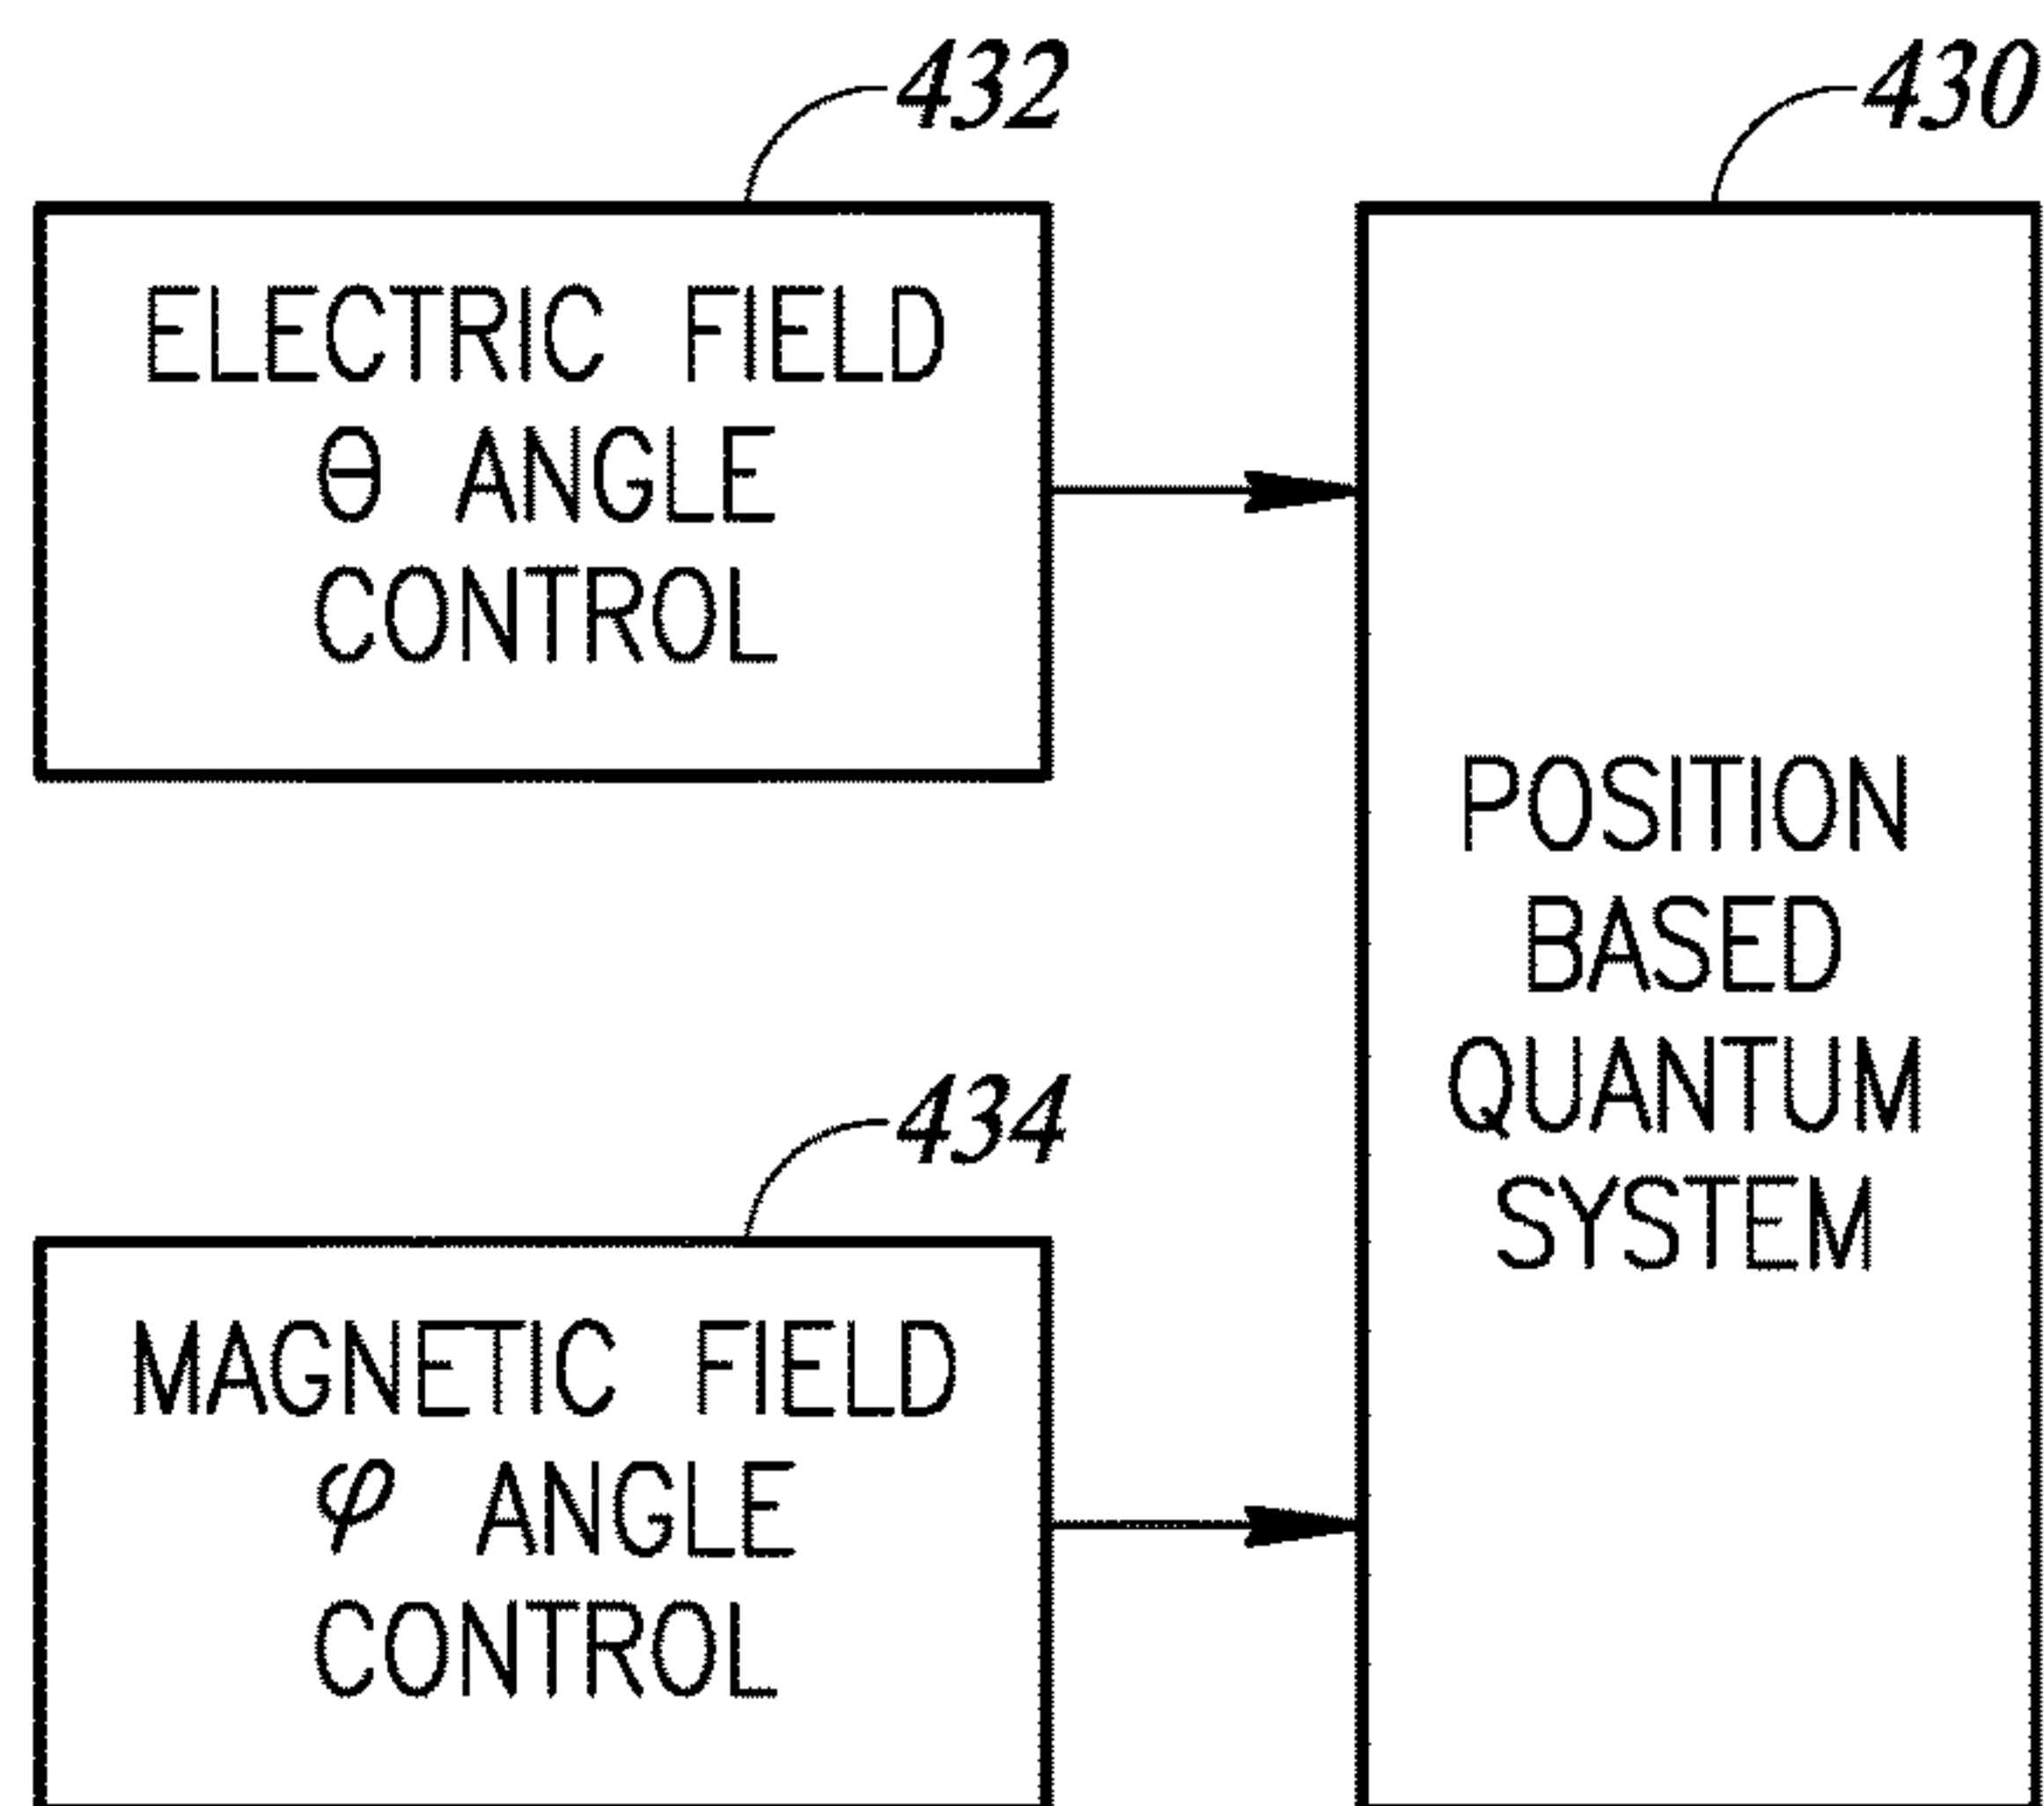 432
430
ELECTRIC FIELD
θ ANGLE
CONTROL
POSITION
BASED
QUANTUM
SYSTEM
434
MAGNETIC FIELD
φ ANGLE
CONTROL